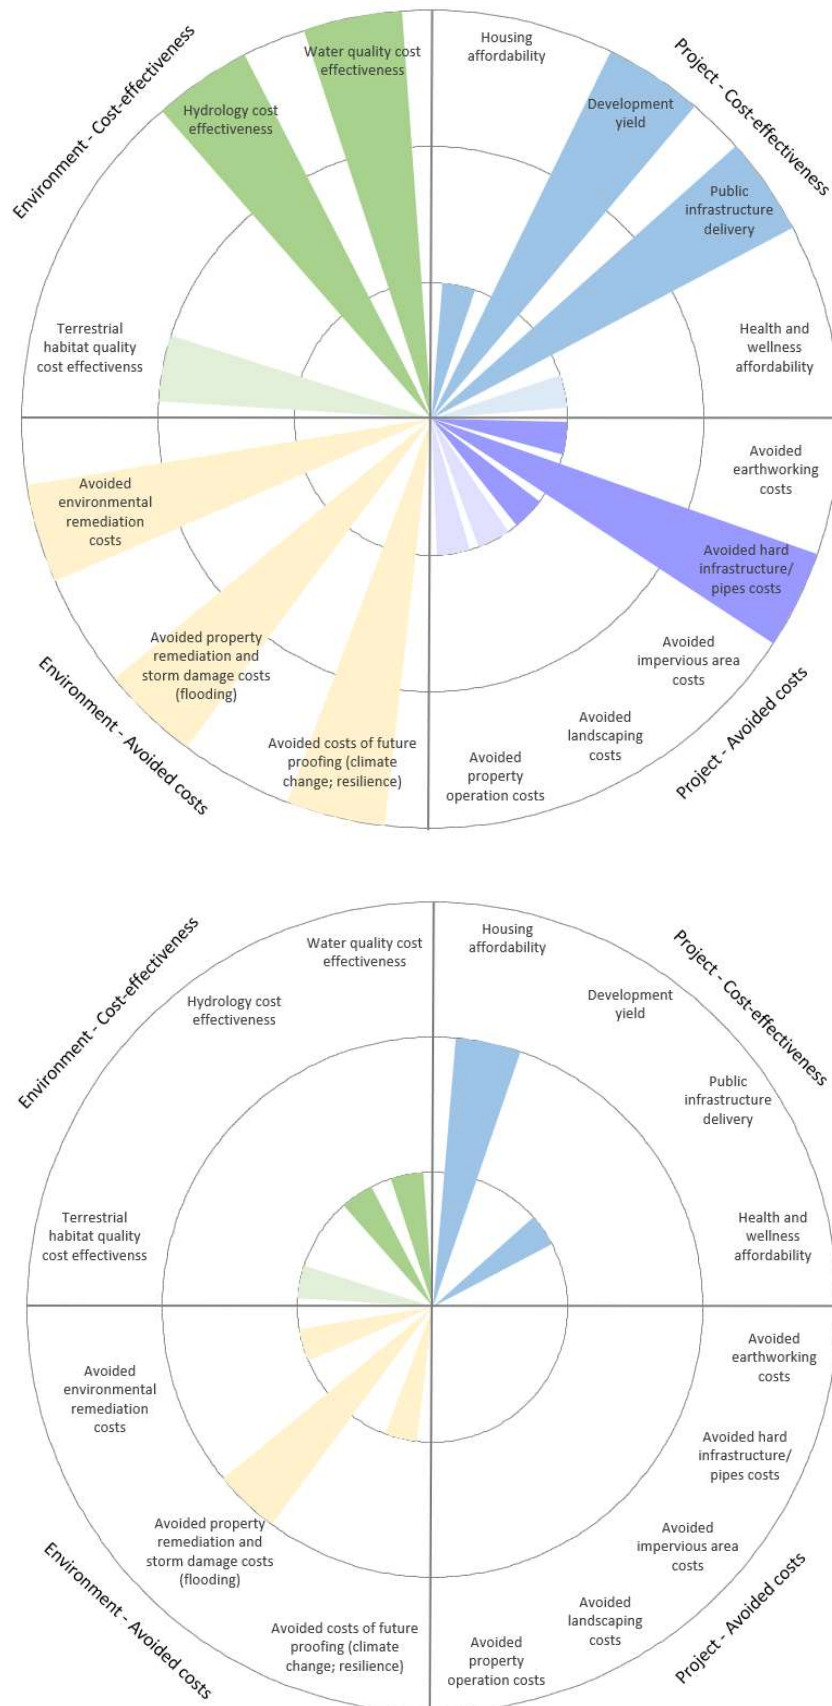 Environment - Cost-effectiveness
Water quality cost
effectiveness
Hydrology cost
effectiveness
Terrestrial
habitat quality
cost effectivenss
Housing
affordability
Project - Cost-effectiveness
Development
yield
Public
infrastructure
delivery
Health and
wellness
affordability
Avoided
environmental
remediation
costs
Avoided property
remediation and
storm damage costs
(flooding)
Avoided costs of future
proofing (climate
change; resilience)
Environment - Avoided costs
Avoided
earthworking
costs
Avoided hard
infrastructure/
pipes costs
Avoided
impervious area
costs
Avoided
landscaping
costs
Avoided
property
operation costs
Project - Avoided costs
Environment - Cost-effectiveness
Water quality cost
effectiveness
Hydrology cost
effectiveness
Terrestrial
habitat quality
cost effectivenss
Housing
affordability
Project - Cost-effectiveness
Development
yield
Public
infrastructure
delivery
Health and
wellness
affordability
Avoided
environmental
remediation
costs
Avoided property
remediation and
storm damage costs
(flooding)
Avoided costs of future
proofing (climate
change; resilience)
Environment - Avoided costs
Avoided
earthworking
costs
Avoided hard
infrastructure/
pipes costs
Avoided
impervious area
costs
Avoided
landscaping
costs
Avoided
property
operation costs
Project - Avoided costs